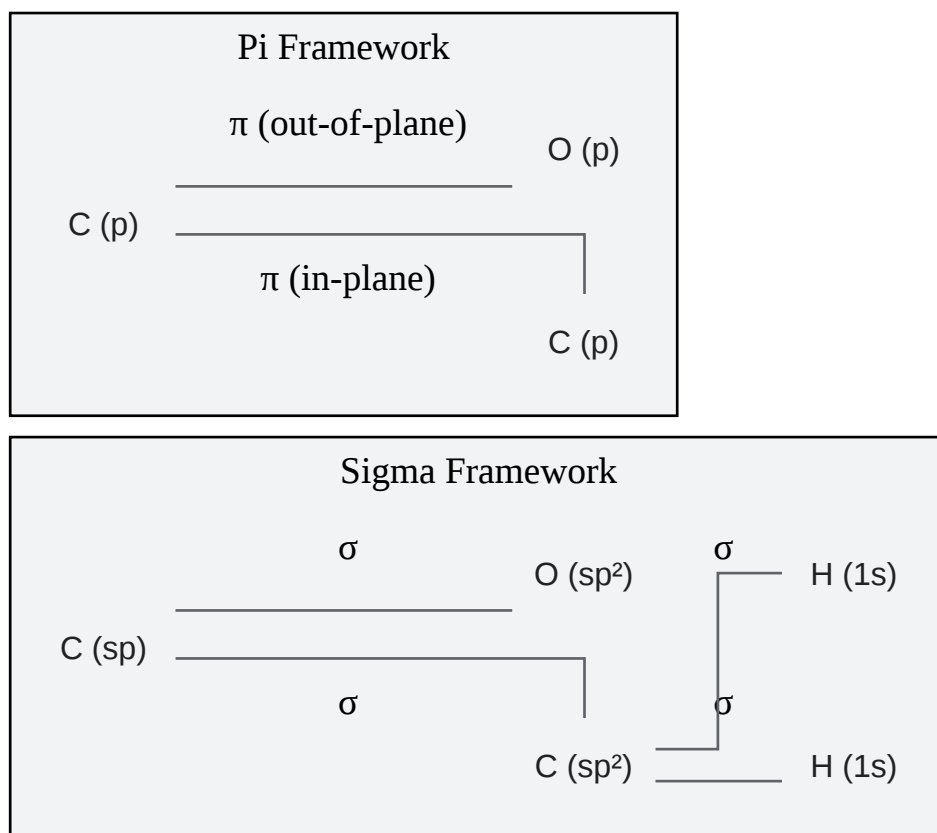 Pi Framework
π (out-of-plane)
O (p)
C (p)
π (in-plane)
C (p)
Sigma Framework
σ
σ
O (sp²)
H (1s)
C (sp)
σ
σ
C (sp²)
H (1s)